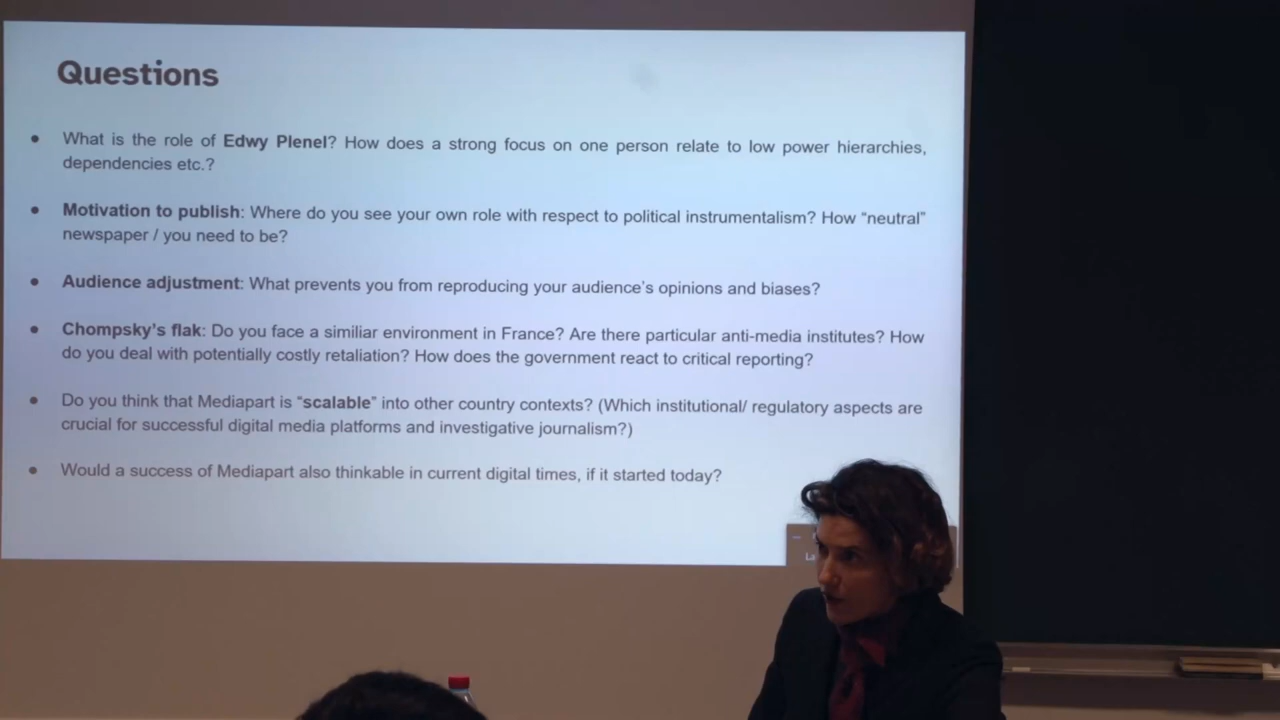 Questions
• What is the role of Edwy Plenel? How does a strong focus on one person relate to low power hierarchies,
dependencies etc.?
• Motivation to publish: Where do you see your own role with respect to political instrumentalism? How “neutral”
newspaper / you need to be?
• Audience adjustment: What prevents you from reproducing your audience’s opinions and biases?
• Chompsky’s flak: Do you face a similiar environment in France? Are there particular anti-media institutes? How
do you deal with potentially costly retaliation? How does the government react to critical reporting?
• Do you think that Mediapart is “scalable” into other country contexts? (Which institutional/ regulatory aspects are
crucial for successful digital media platforms and investigative journalism?)
• Would a success of Mediapart also thinkable in current digital times, if it started today?